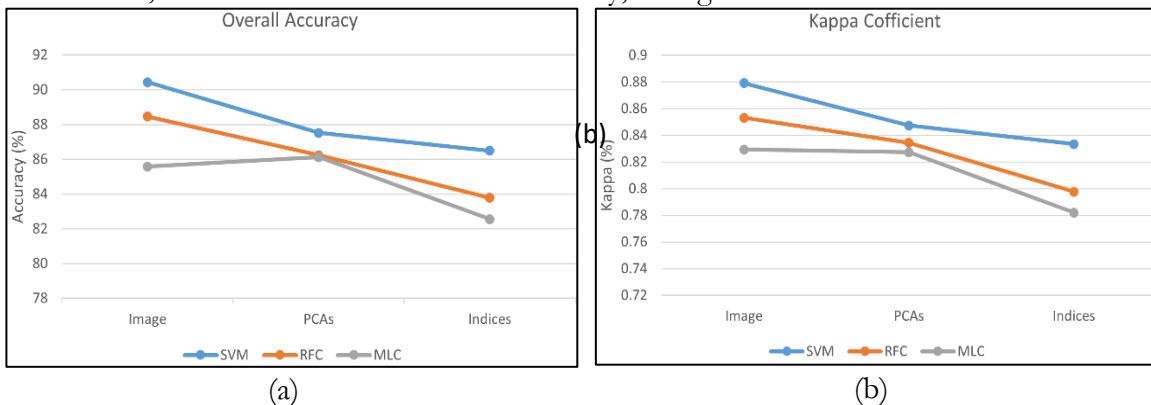 Overall Accuracy
92
90
88
86
84
82
80
78
Accuracy (%)
Image PCAs Indices
SVM RFC MLC
(a)
Kappa Cofficient
0.9
0.88
0.86
0.84
0.82
0.8
0.78
0.76
0.74
0.72
(b)
Kappa (%)
Image PCAs Indices
SVM RFC MLC
(b)